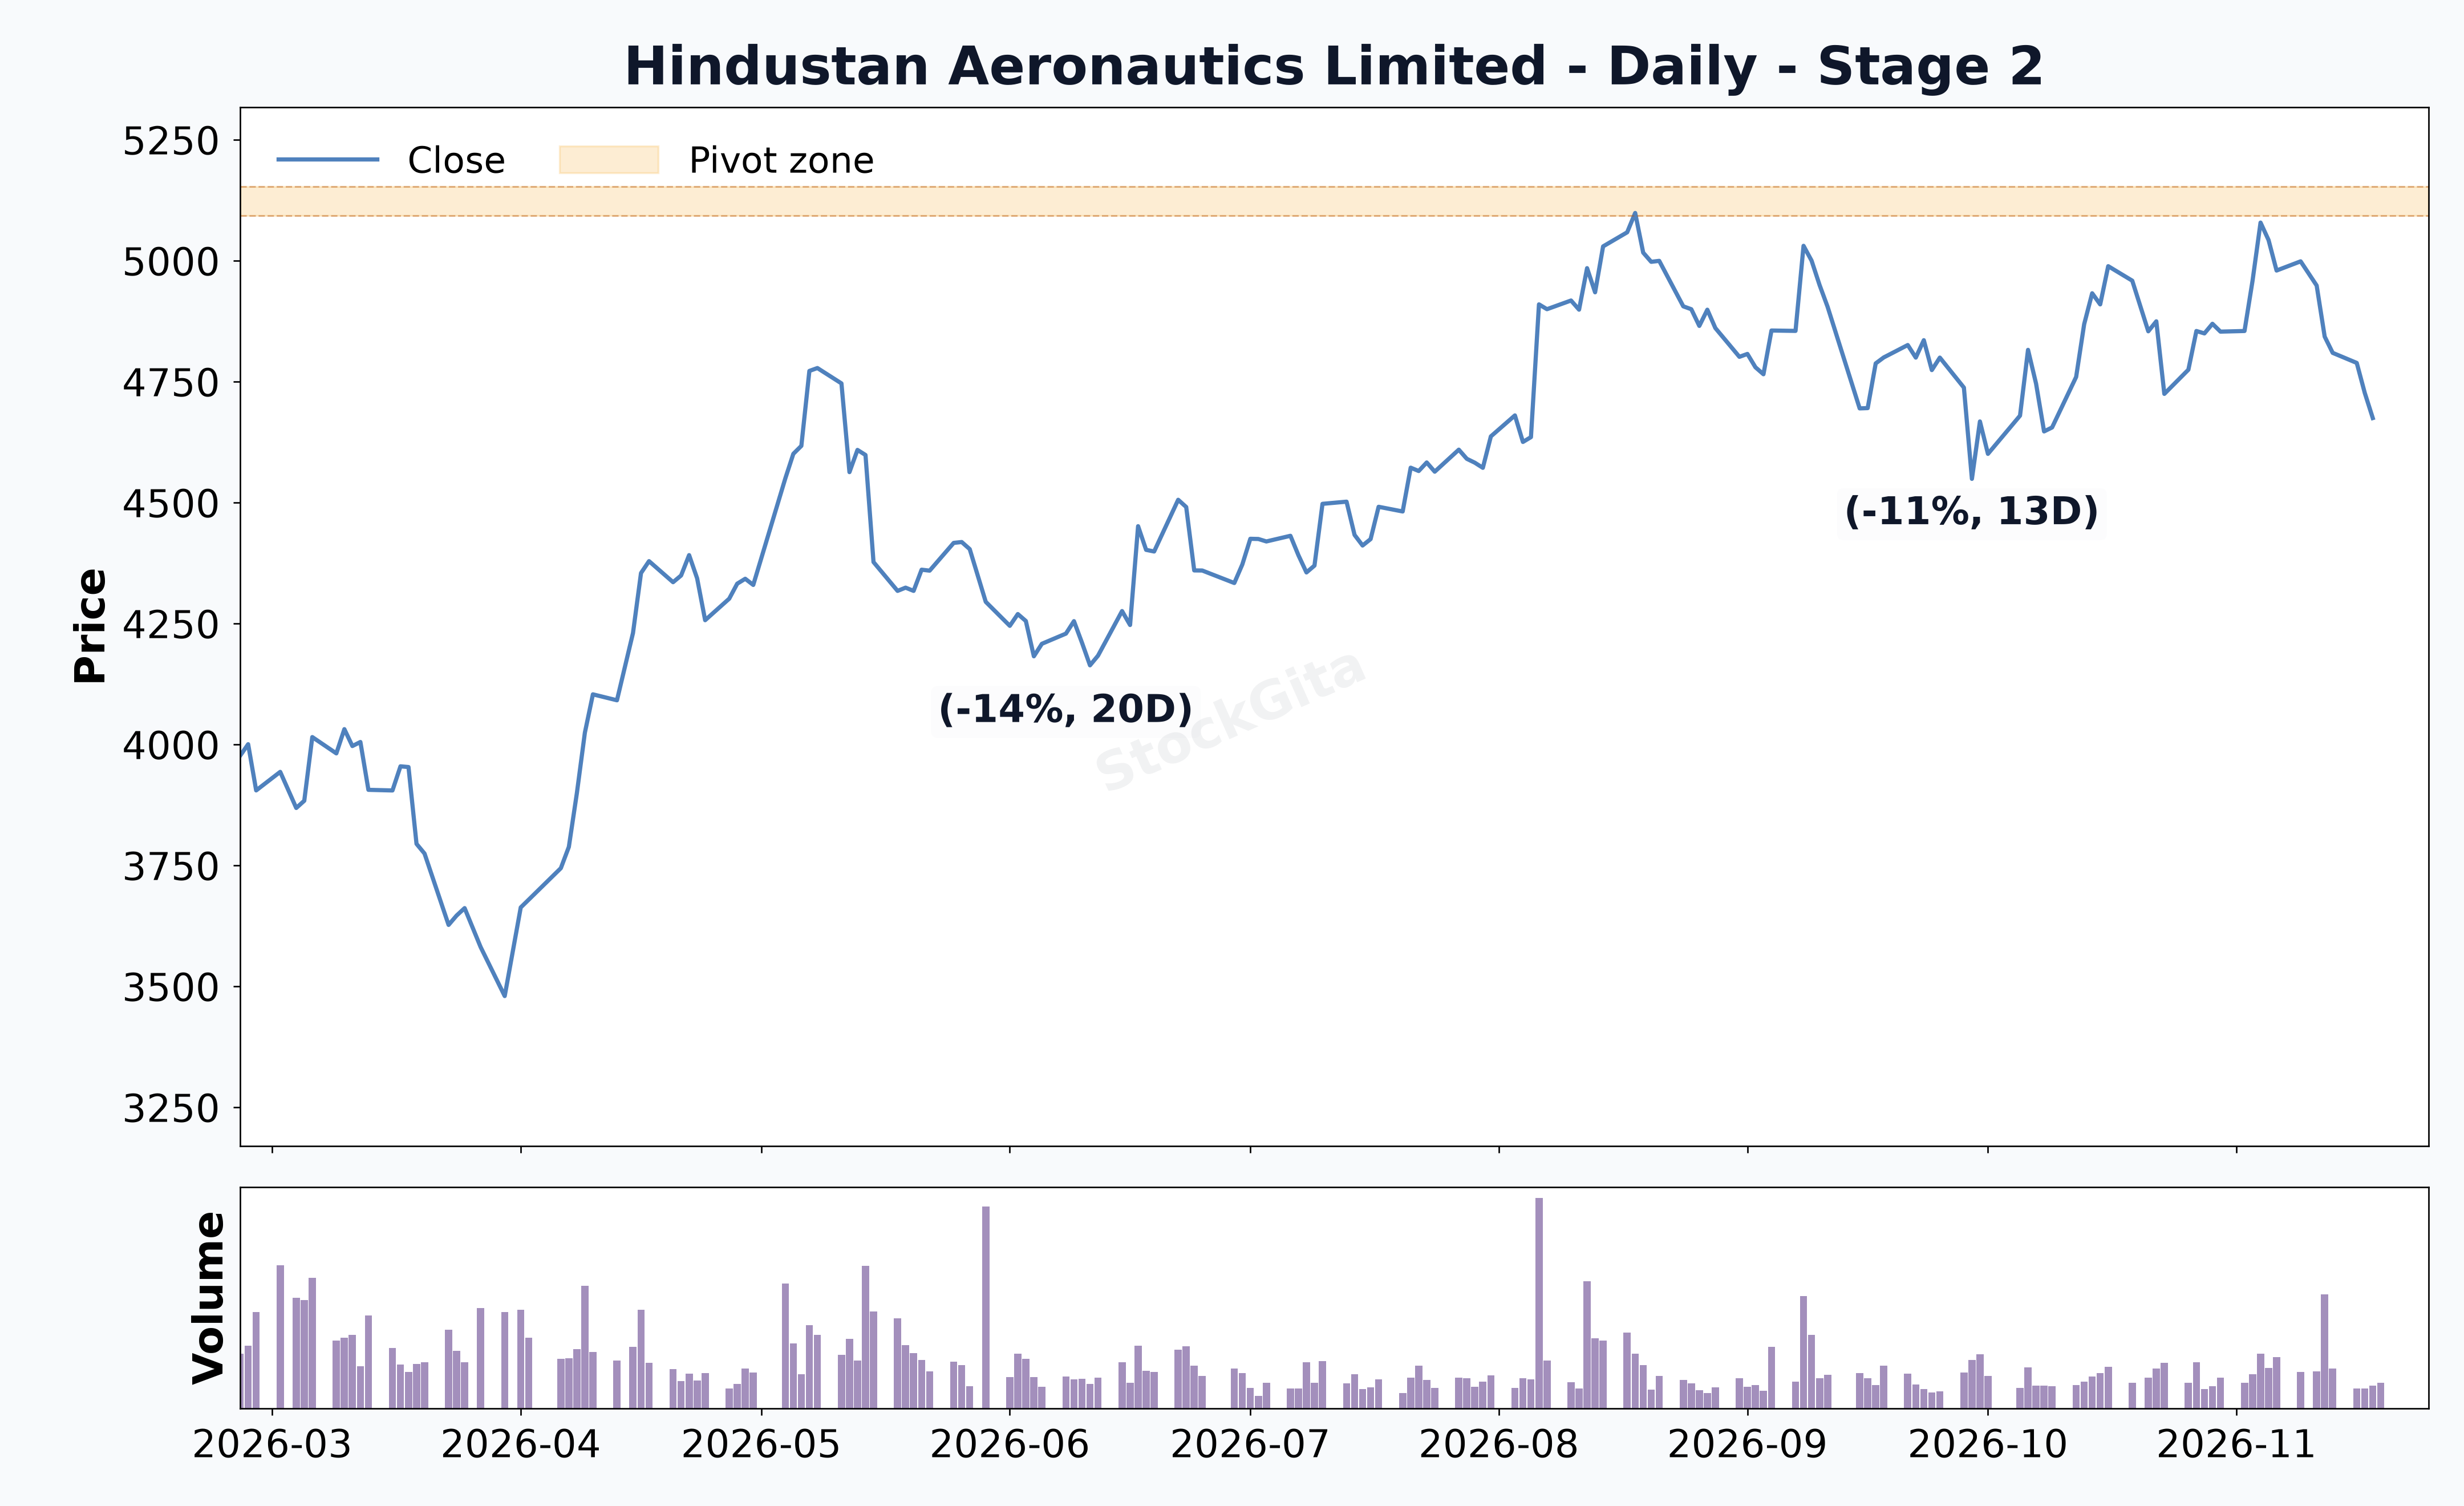 Hindustan Aeronautics Limited - Daily - Stage 2
Close
Pivot zone
Price
5250
5000
4750
4500
4250
4000
3750
3500
3250
(-11%, 13D)
(-14%, 20D)
StockGita
Volume
2026-03
2026-04
2026-05
2026-06
2026-07
2026-08
2026-09
2026-10
2026-11